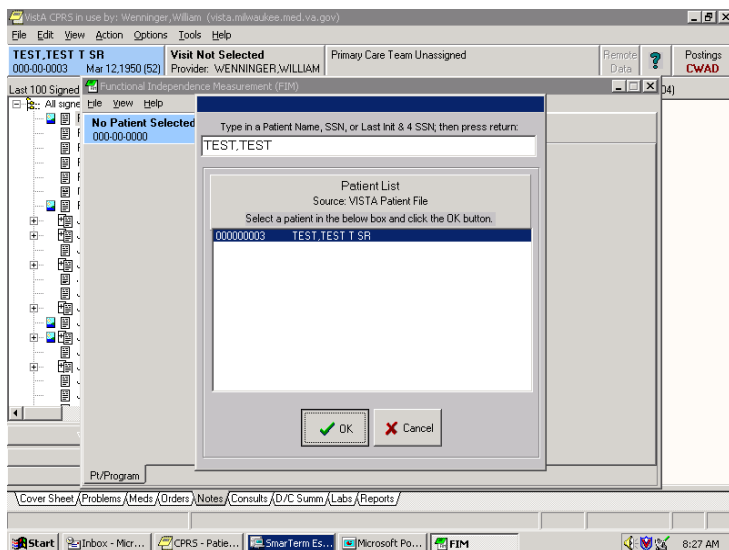 VistA CPRS in use by: Wenninger,William (vista.milwaukee.med.va.gov)
File Edit View Action Options Tools Help
TEST,TEST T SR
000-00-0003 Mar 12,1950 (52)
Visit Not Selected
Provider: WENNINGER,WILLIAM
Primary Care Team Unassigned
Remote
Data
Postings
CWAD
Last 100 Signed
04)
All signe
Functional Independence Measurement (FIM)
File View Help
No Patient Selected
000-00-0000
Type in a Patient Name, SSN, or Last Init & 4 SSN; then press return:
TEST,TEST
Patient List
Source: VISTA Patient File
Select a patient in the below box and click the OK button.
000000003 TEST,TEST T SR
OK
Cancel
Pt/Program
Cover Sheet Problems Meds Orders Notes Consults D/C Summ Labs Reports
Start Inbox - Micr... CPRS - Patie... SmarTerm Es... Microsoft Po... FIM 8:27 AM